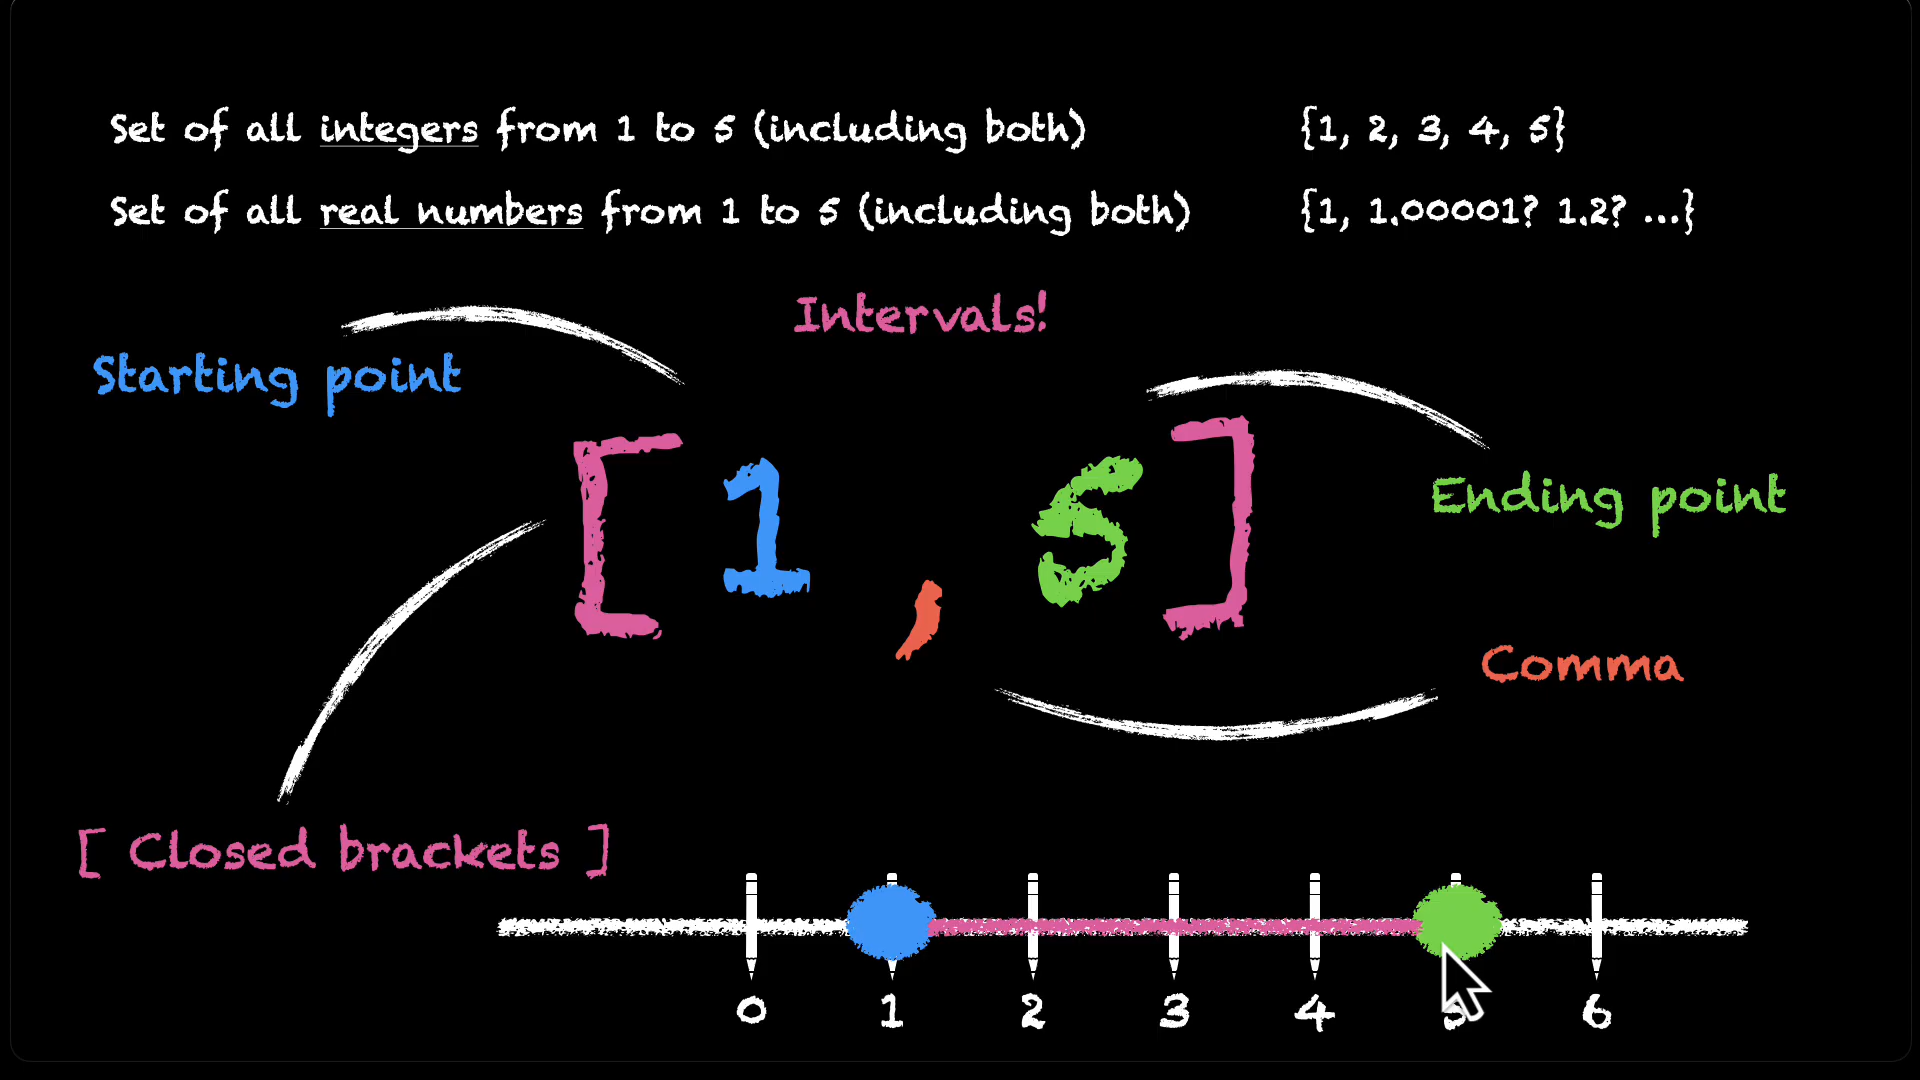 Set of all integers from 1 to 5 (including both) {1, 2, 3, 4, 5}
Set of all real numbers from 1 to 5 (including both) {1, 1.00001? 1.2? ...}
Intervals!
Starting point
[1, 5]
Ending point
Comma
[ Closed brackets ]
0 1 2 3 4 5 6